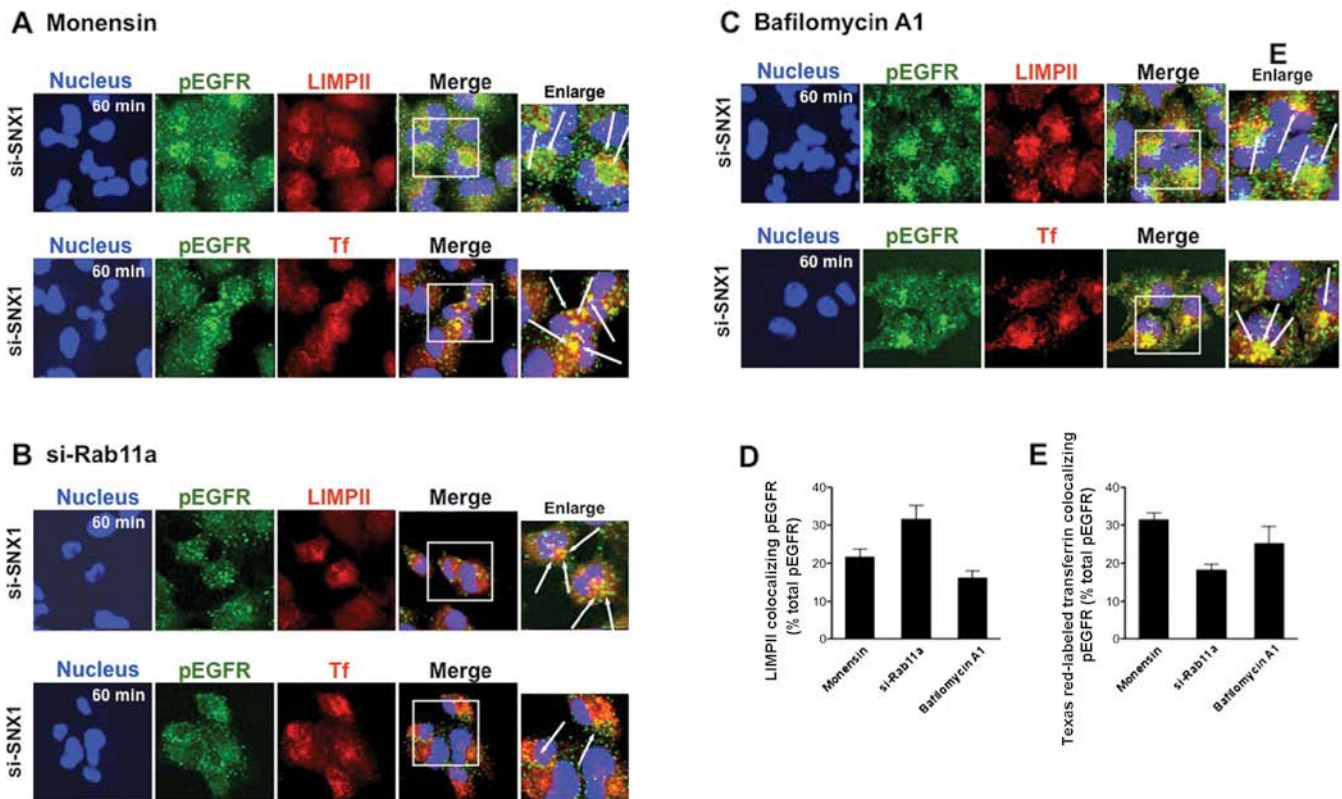 A Monensin
Nucleus pEGFR LIMPII Merge Enlarge
60 min
si-SNX1
Nucleus pEGFR Tf Merge
60 min
si-SNX1
B si-Rab11a
Nucleus pEGFR LIMPII Merge Enlarge
60 min
si-SNX1
Nucleus pEGFR Tf Merge
60 min
si-SNX1
C Bafilomycin A1
E
Nucleus pEGFR LIMPII Merge Enlarge
60 min
si-SNX1
Nucleus pEGFR Tf Merge
60 min
si-SNX1
D
LIMPII colocalizing pEGFR
(% total pEGFR)
40
30
20
10
0
Monensin
si-Rab11a
Bafilomycin A1
E
Texas red-labeled transferrin colocalizing
pEGFR (% total pEGFR)
40
30
20
10
0
Monensin
si-Rab11a
Bafilomycin A1